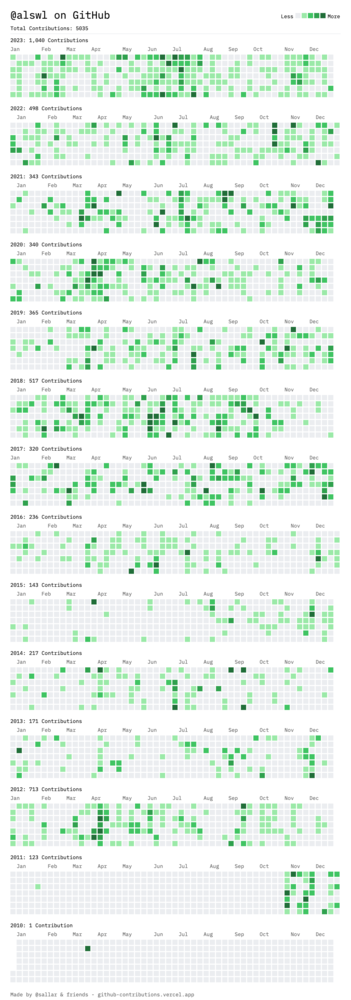 @alswl on GitHub
Less More
Total Contributions: 5035
2023: 1,048 Contributions
Jan Feb Mar Apr May Jun Jul Aug Sep Oct Nov Dec
2022: 498 Contributions
Jan Feb Mar Apr May Jun Jul Aug Sep Oct Nov Dec
2021: 343 Contributions
Jan Feb Mar Apr May Jun Jul Aug Sep Oct Nov Dec
2020: 340 Contributions
Jan Feb Mar Apr May Jun Jul Aug Sep Oct Nov Dec
2019: 365 Contributions
Jan Feb Mar Apr May Jun Jul Aug Sep Oct Nov Dec
2018: 517 Contributions
Jan Feb Mar Apr May Jun Jul Aug Sep Oct Nov Dec
2017: 320 Contributions
Jan Feb Mar Apr May Jun Jul Aug Sep Oct Nov Dec
2016: 236 Contributions
Jan Feb Mar Apr May Jun Jul Aug Sep Oct Nov Dec
2015: 143 Contributions
Jan Feb Mar Apr May Jun Jul Aug Sep Oct Nov Dec
2014: 217 Contributions
Jan Feb Mar Apr May Jun Jul Aug Sep Oct Nov Dec
2013: 171 Contributions
Jan Feb Mar Apr May Jun Jul Aug Sep Oct Nov Dec
2012: 713 Contributions
Jan Feb Mar Apr May Jun Jul Aug Sep Oct Nov Dec
2011: 123 Contributions
Jan Feb Mar Apr May Jun Jul Aug Sep Oct Nov Dec
2010: 1 Contribution
Jan Feb Mar Apr May Jun Jul Aug Sep Oct Nov Dec
Made by @sallar & friends - github-contributions.vercel.app